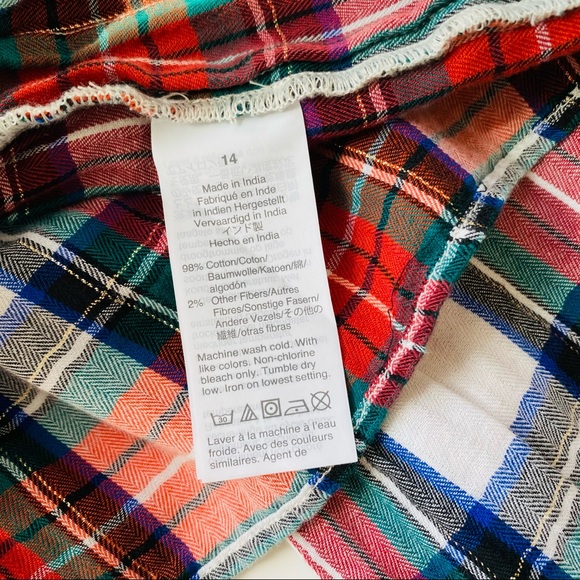 14
Made in India
Fabriqué en Inde
in Indien Hergestellt
Vervaardigd in India
インド製
Hecho en India
98% Cotton/Coton/
Baumwolle/Katoen/綿/
algodón
2% Other Fibers/Autres
Fibres/Sonstige Fasern/
Andere Vezels/その他の
繊維/otras fibras
Machine wash cold. With
like colors. Non-chlorine
bleach only. Tumble dry
low. Iron on lowest setting.
30
Laver à la machine à l'eau
froide. Avec des couleurs
similaires. Agent de